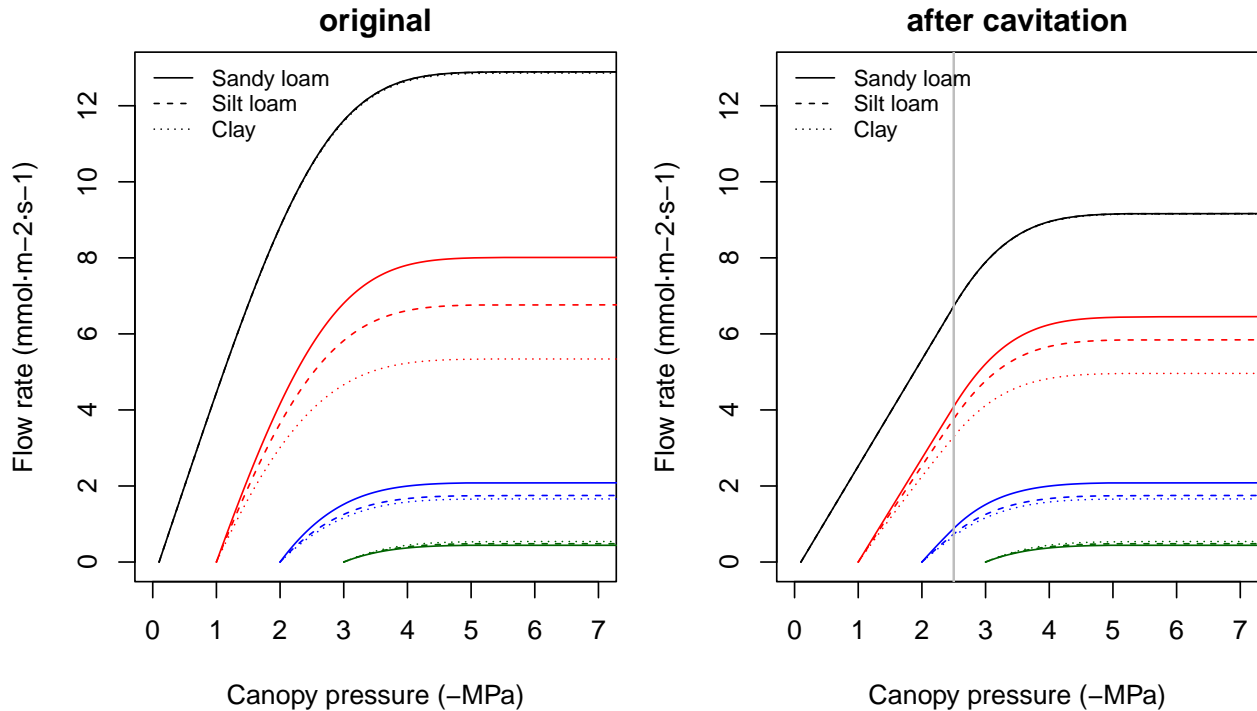 original
Sandy loam
Silt loam
Clay
Flow rate (mmol·m−2·s−1)
0
2
4
6
8
10
12
0 1 2 3 4 5 6 7
Canopy pressure (−MPa)
after cavitation
Sandy loam
Silt loam
Clay
Flow rate (mmol·m−2·s−1)
0
2
4
6
8
10
12
0 1 2 3 4 5 6 7
Canopy pressure (−MPa)